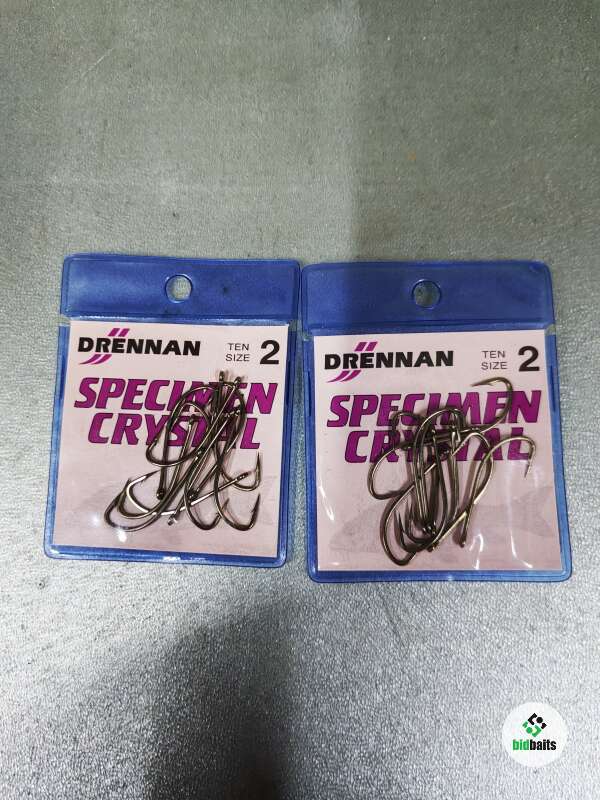 DRENNAN
TEN
SIZE 2
SPECIMEN
CRYSTAL
DRENNAN
TEN
SIZE 2
SPECIMEN
CRYSTAL
bidbaits